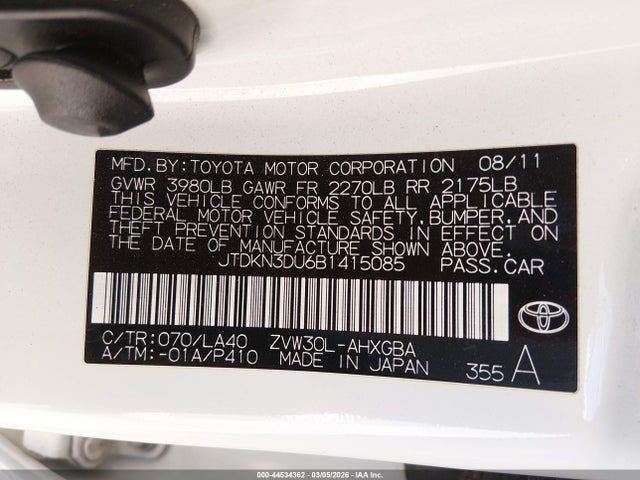 MFD. BY: TOYOTA MOTOR CORPORATION 08/11
GVWR 3980LB GAWR FR 2270LB RR 2175LB
THIS VEHICLE CONFORMS TO ALL APPLICABLE
FEDERAL MOTOR VEHICLE SAFETY, BUMPER, AND
THEFT PREVENTION STANDARDS IN EFFECT ON
THE DATE OF MANUFACTURE SHOWN ABOVE.
JTDKN3DU6B1415085 PASS.CAR
C/TR: 070/LA40 ZVW30L-AHXGBA
A/TM: -01A/P410 MADE IN JAPAN 355 A
000-44534362 - 03/05/2026 - IAA Inc.